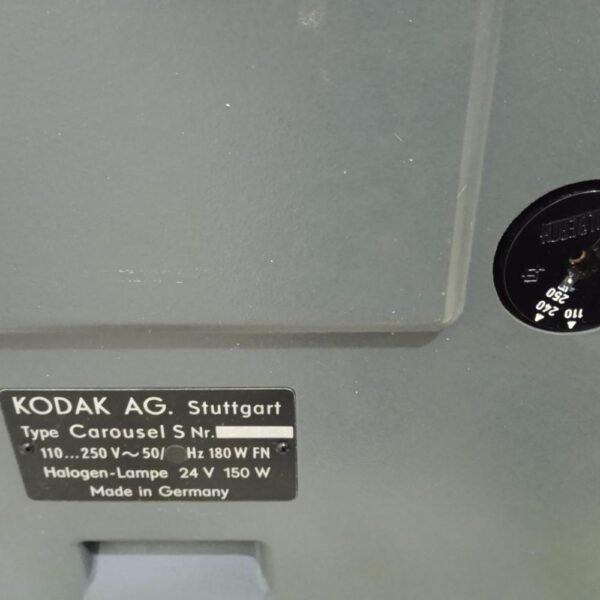 KODAK AG. Stuttgart
Type Carousel S Nr.
110...250 V~50/ Hz 180 W FN
Halogen-Lampe 24 V 150 W
Made in Germany
110
240
250